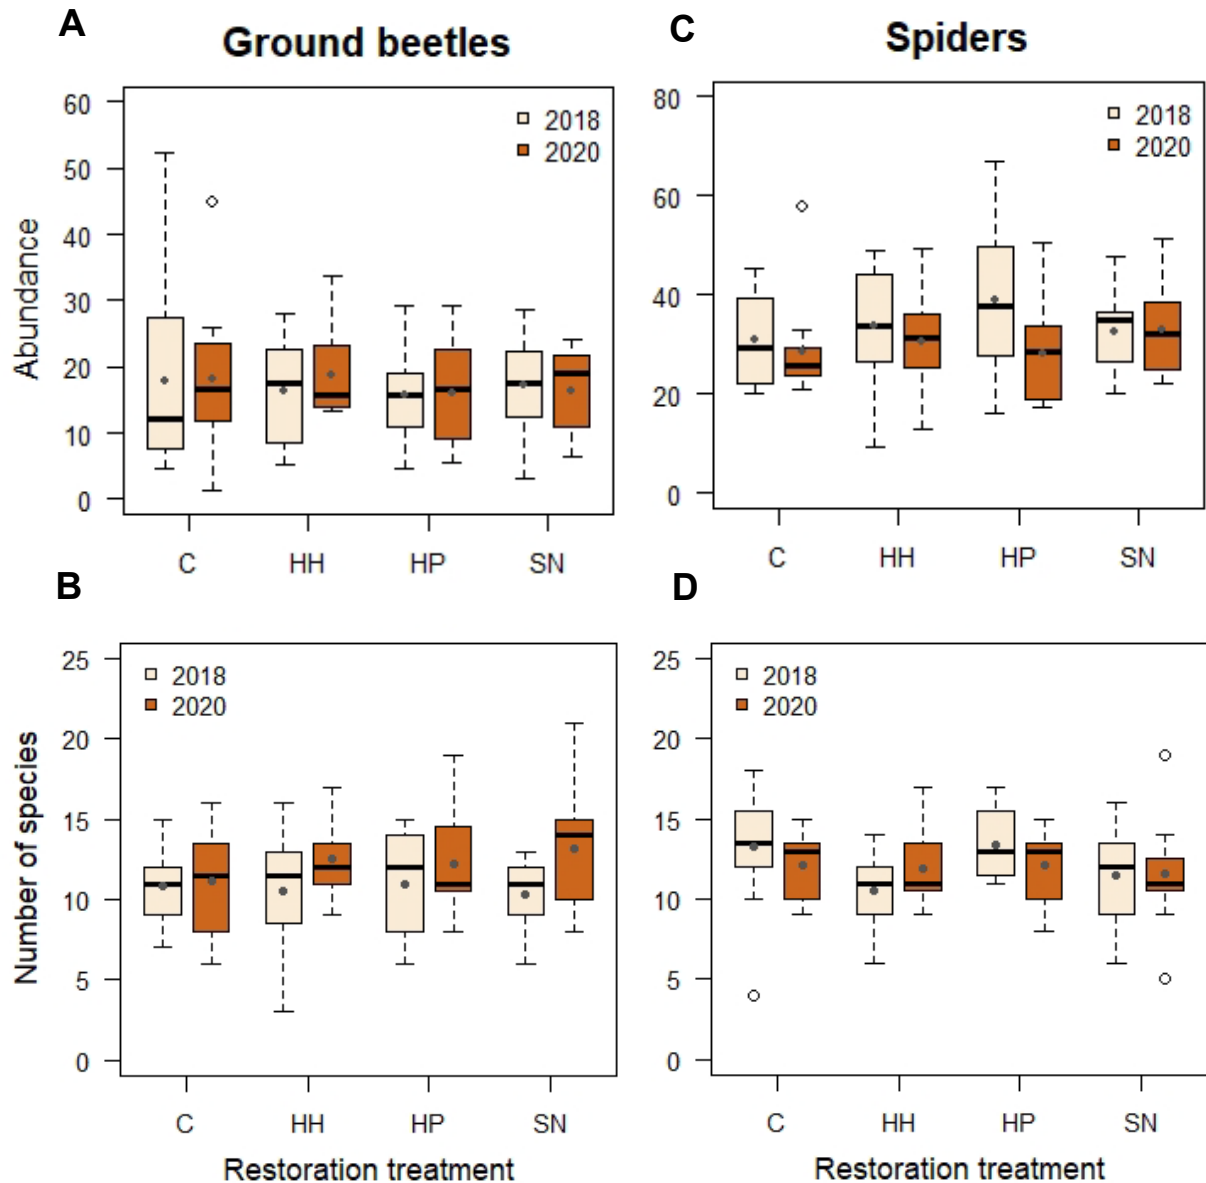 A
Ground beetles
60
50
40
30
20
10
0
Abundance
2018
2020
C HH HP SN
C
Spiders
80
60
40
20
0
2018
2020
C HH HP SN
B
25
20
15
10
5
0
Number of species
2018
2020
C HH HP SN
Restoration treatment
D
25
20
15
10
5
0
2018
2020
C HH HP SN
Restoration treatment